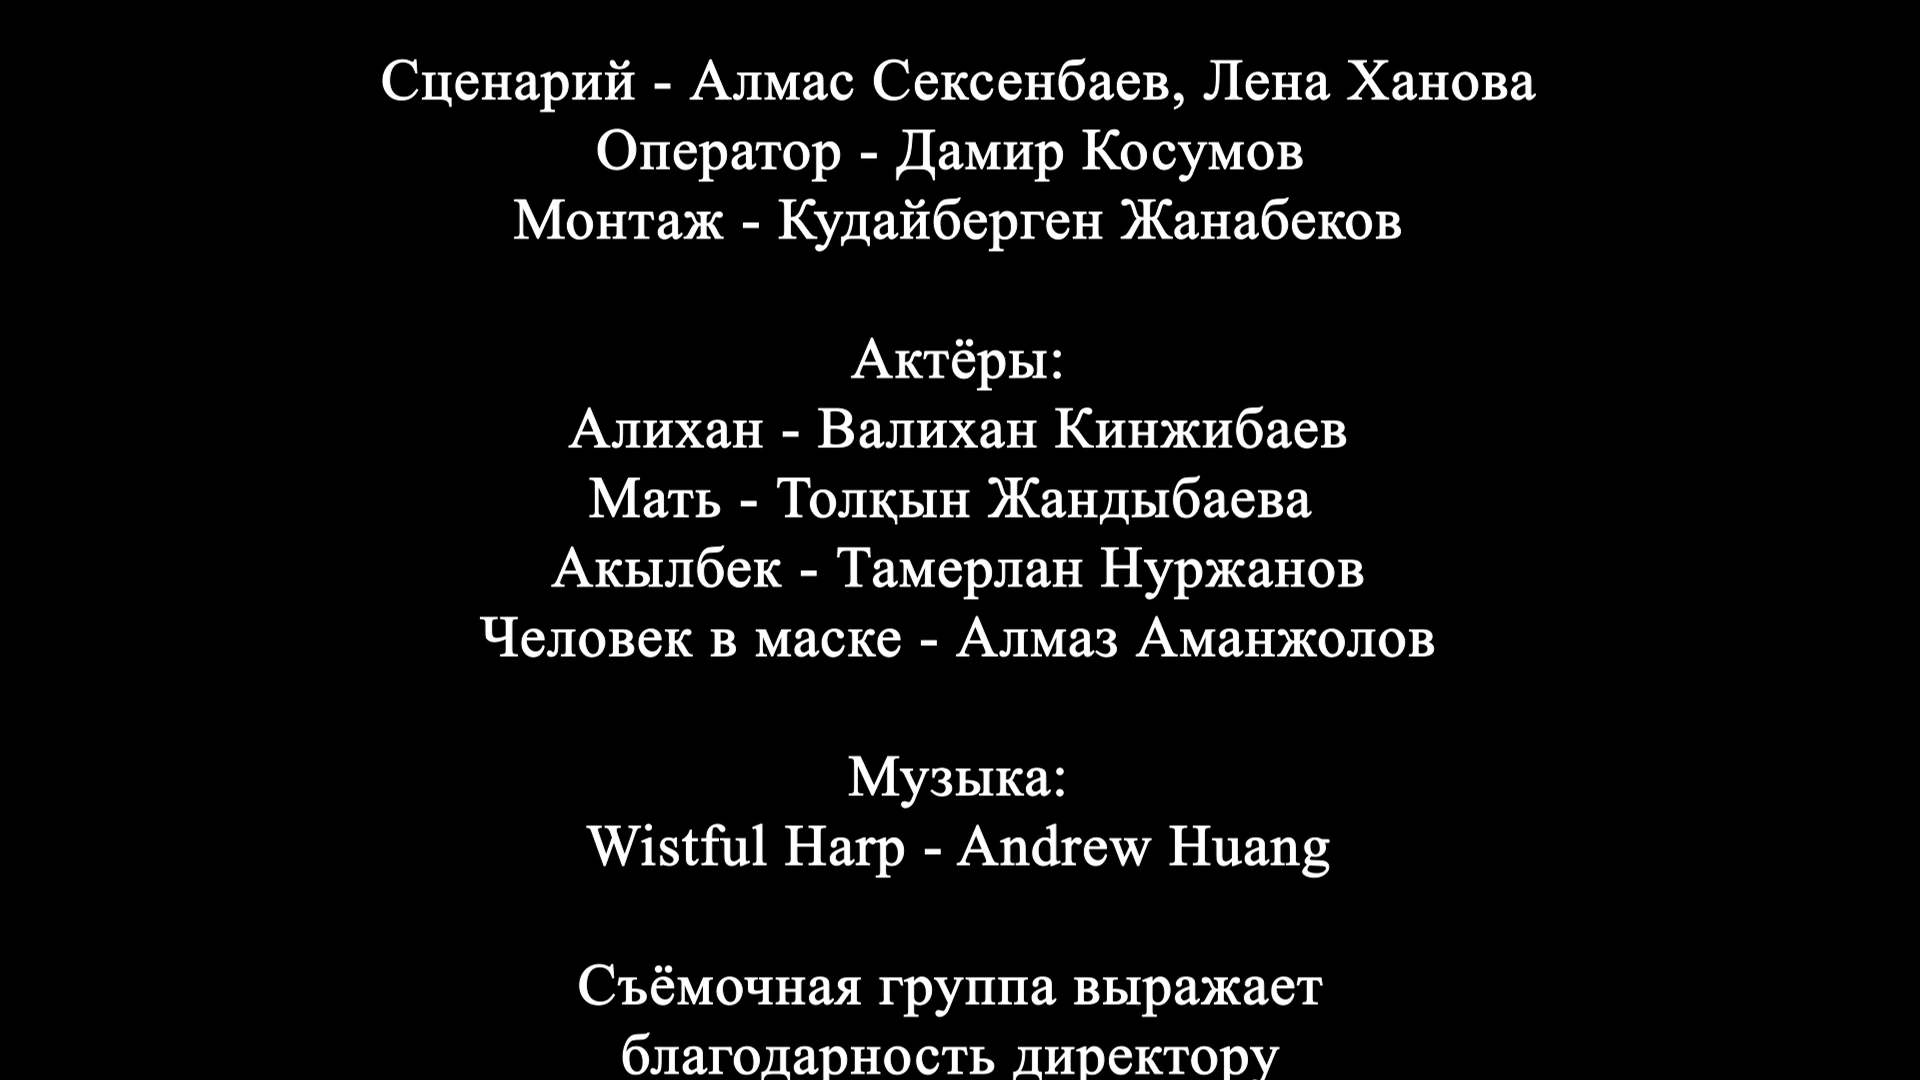 Сценарий - Алмас Сексенбаев, Лена Ханова
Оператор - Дамир Косумов
Монтаж - Кудайберген Жанабеков
Актёры:
Алихан - Валихан Кинжибаев
Мать - Толқын Жандыбаева
Акылбек - Тамерлан Нуржанов
Человек в маске - Алмаз Аманжолов
Музыка:
Wistful Harp - Andrew Huang
Съёмочная группа выражает
благодарность директору